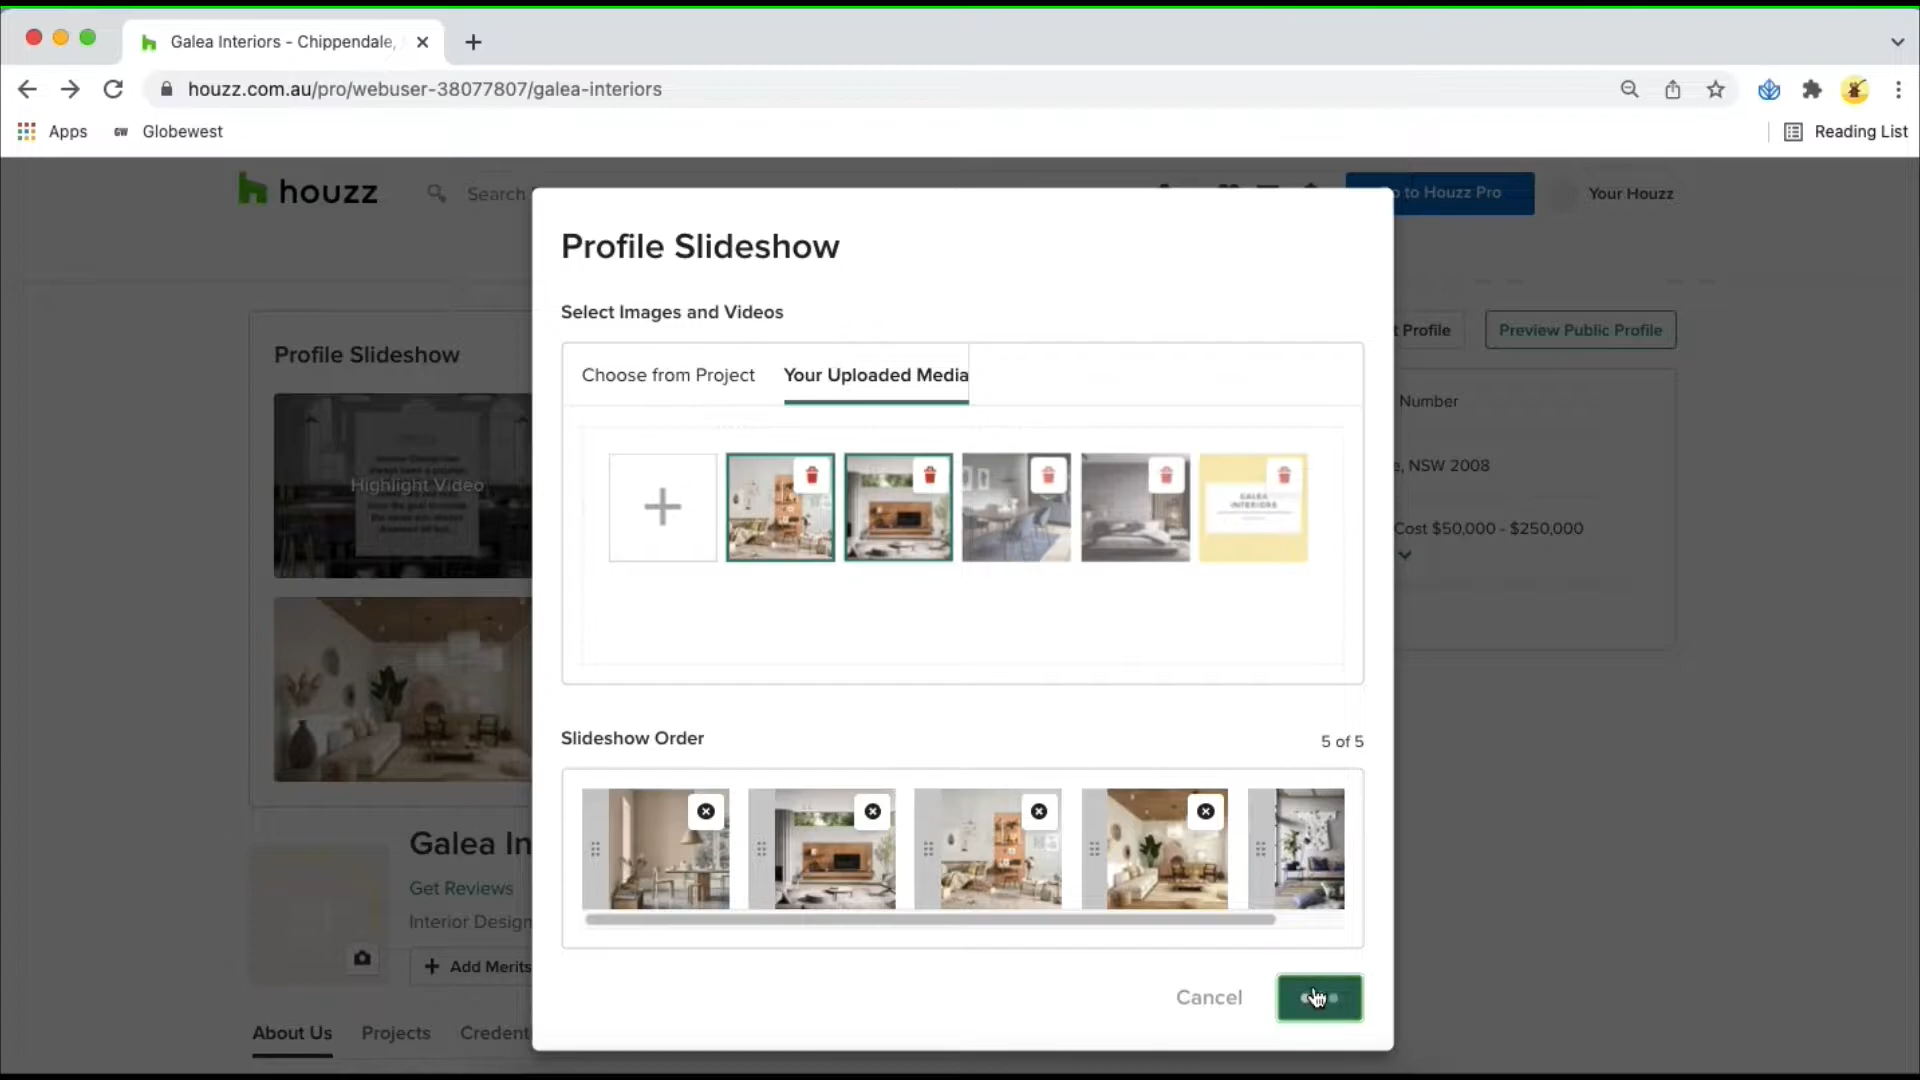 Galea Interiors - Chippendale,
houzz.com.au/pro/webuser-38077807/galea-interiors
Apps
GW
Globewest
Reading List
houzz
Search
to Houzz Pro
Your Houzz
Profile Slideshow
Select Images and Videos
Profile
Preview Public Profile
Profile Slideshow
Choose from Project
Your Uploaded Media
Number
Highlight Video
, NSW 2008
GALEA
INTERIORS
Cost $50,000 - $250,000
Slideshow Order
5 of 5
Galea In
Get Reviews
Interior Design
Add Merits
Cancel
About Us
Projects
Credent